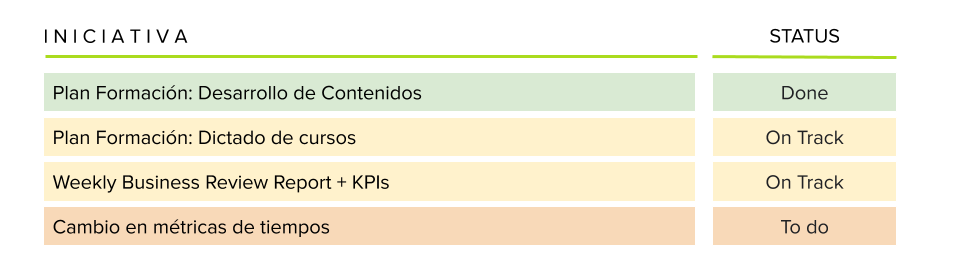 INICIATIVA STATUS
Plan Formación: Desarrollo de Contenidos Done
Plan Formación: Dictado de cursos On Track
Weekly Business Review Report + KPIs On Track
Cambio en métricas de tiempos To do